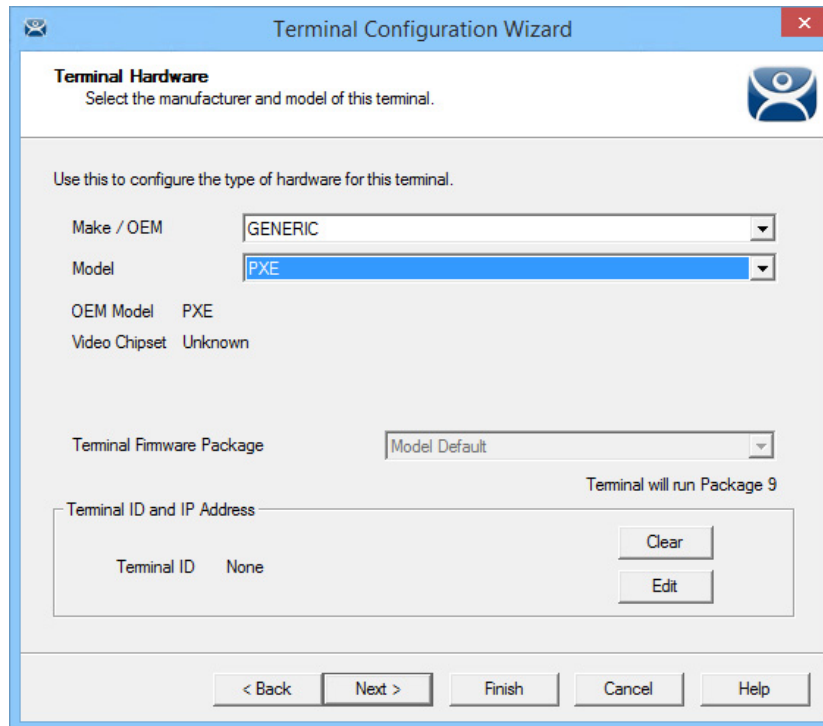 Terminal Configuration Wizard
Terminal Hardware
Select the manufacturer and model of this terminal.
Use this to configure the type of hardware for this terminal.
Make / OEM GENERIC
Model PXE
OEM Model PXE
Video Chipset Unknown
Terminal Firmware Package Model Default
Terminal will run Package 9
Terminal ID and IP Address
Clear
Terminal ID None
Edit
< Back Next > Finish Cancel Help